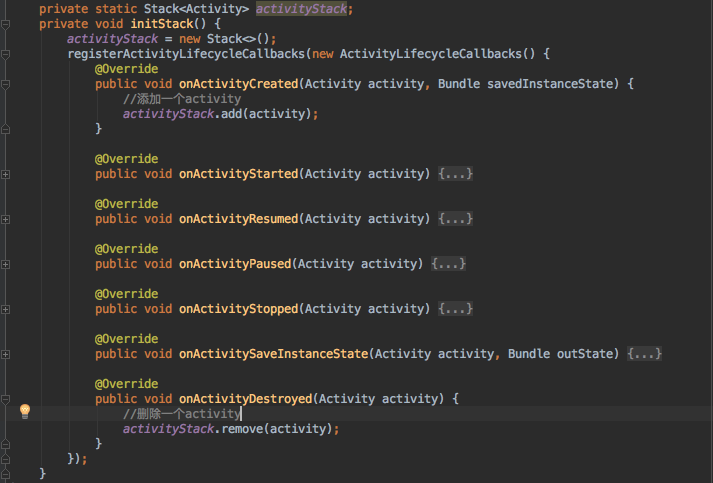 private static Stack<Activity> activityStack;
private void initStack() {
activityStack = new Stack<>();
registerActivityLifecycleCallbacks(new ActivityLifecycleCallbacks() {
@Override
public void onActivityCreated(Activity activity, Bundle savedInstanceState) {
//添加一个activity
activityStack.add(activity);
}
@Override
public void onActivityStarted(Activity activity) {...}
@Override
public void onActivityResumed(Activity activity) {...}
@Override
public void onActivityPaused(Activity activity) {...}
@Override
public void onActivityStopped(Activity activity) {...}
@Override
public void onActivitySaveInstanceState(Activity activity, Bundle outState) {...}
@Override
public void onActivityDestroyed(Activity activity) {
//删除一个activity
activityStack.remove(activity);
}
});
}